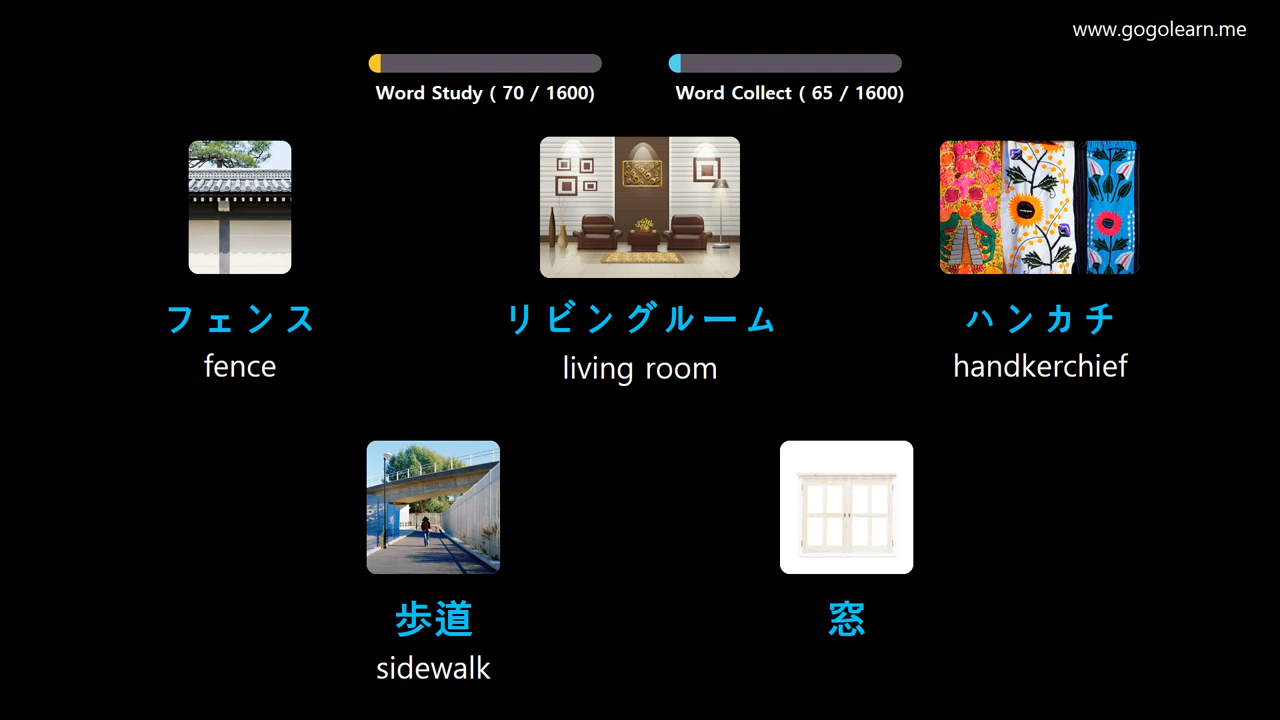 www.gogolearn.me
Word Study ( 70 / 1600)
Word Collect ( 65 / 1600)
フェンス
fence
リビングルーム
living room
ハンカチ
handkerchief
歩道
sidewalk
窓